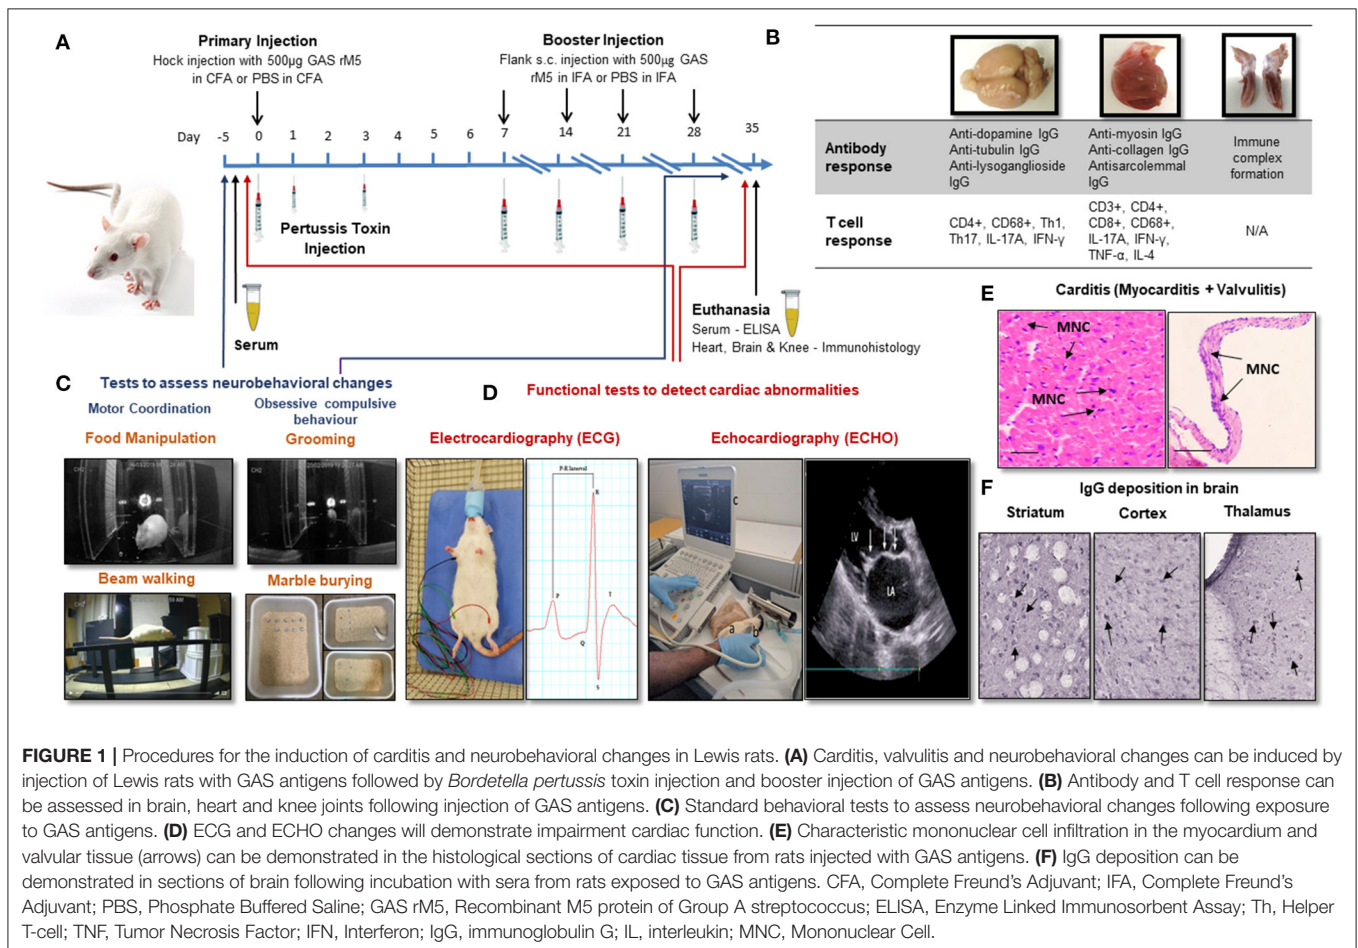 A
Primary Injection
Hock injection with 500µg GAS rM5
in CFA or PBS in CFA
Booster Injection
Flank s.c. injection with 500µg GAS
rM5 in IFA or PBS in IFA
Day -5 0 1 2 3 4 5 6 7 14 21 28 35
Pertussis Toxin
Injection
Serum
Euthanasia
Serum - ELISA
Heart, Brain & Knee - Immunohistology
B
Antibody
response
Anti-dopamine IgG
Anti-tubulin IgG
Anti-lysoganglioside
IgG
Anti-myosin IgG
Anti-collagen IgG
Antisarcolemmal
IgG
Immune
complex
formation
T cell
response
CD4+, CD68+, Th1,
Th17, IL-17A, IFN-γ
CD3+, CD4+,
CD8+, CD68+,
IL-17A, IFN-γ,
TNF-α, IL-4
N/A
C
Tests to assess neurobehavioral changes
Motor Coordination
Obsessive compulsive
behaviour
Food Manipulation
Grooming
CH2
CH2
Beam walking
Marble burying
CH2
D
Functional tests to detect cardiac abnormalities
Electrocardiography (ECG)
P-R Interval
R
P
T
Q
S
Echocardiography (ECHO)
C
a
b
LV
LA
E
Carditis (Myocarditis + Valvulitis)
MNC
MNC
MNC
F
IgG deposition in brain
Striatum
Cortex
Thalamus
FIGURE 1 | Procedures for the induction of carditis and neurobehavioral changes in Lewis rats. (A) Carditis, valvulitis and neurobehavioral changes can be induced by
injection of Lewis rats with GAS antigens followed by Bordetella pertussis toxin injection and booster injection of GAS antigens. (B) Antibody and T cell response can
be assessed in brain, heart and knee joints following injection of GAS antigens. (C) Standard behavioral tests to assess neurobehavioral changes following exposure
to GAS antigens. (D) ECG and ECHO changes will demonstrate impairment cardiac function. (E) Characteristic mononuclear cell infiltration in the myocardium and
valvular tissue (arrows) can be demonstrated in the histological sections of cardiac tissue from rats injected with GAS antigens. (F) IgG deposition can be
demonstrated in sections of brain following incubation with sera from rats exposed to GAS antigens. CFA, Complete Freund's Adjuvant; IFA, Complete Freund's
Adjuvant; PBS, Phosphate Buffered Saline; GAS rM5, Recombinant M5 protein of Group A streptococcus; ELISA, Enzyme Linked Immunosorbent Assay; Th, Helper
T-cell; TNF, Tumor Necrosis Factor; IFN, Interferon; IgG, immunoglobulin G; IL, interleukin; MNC, Mononuclear Cell.